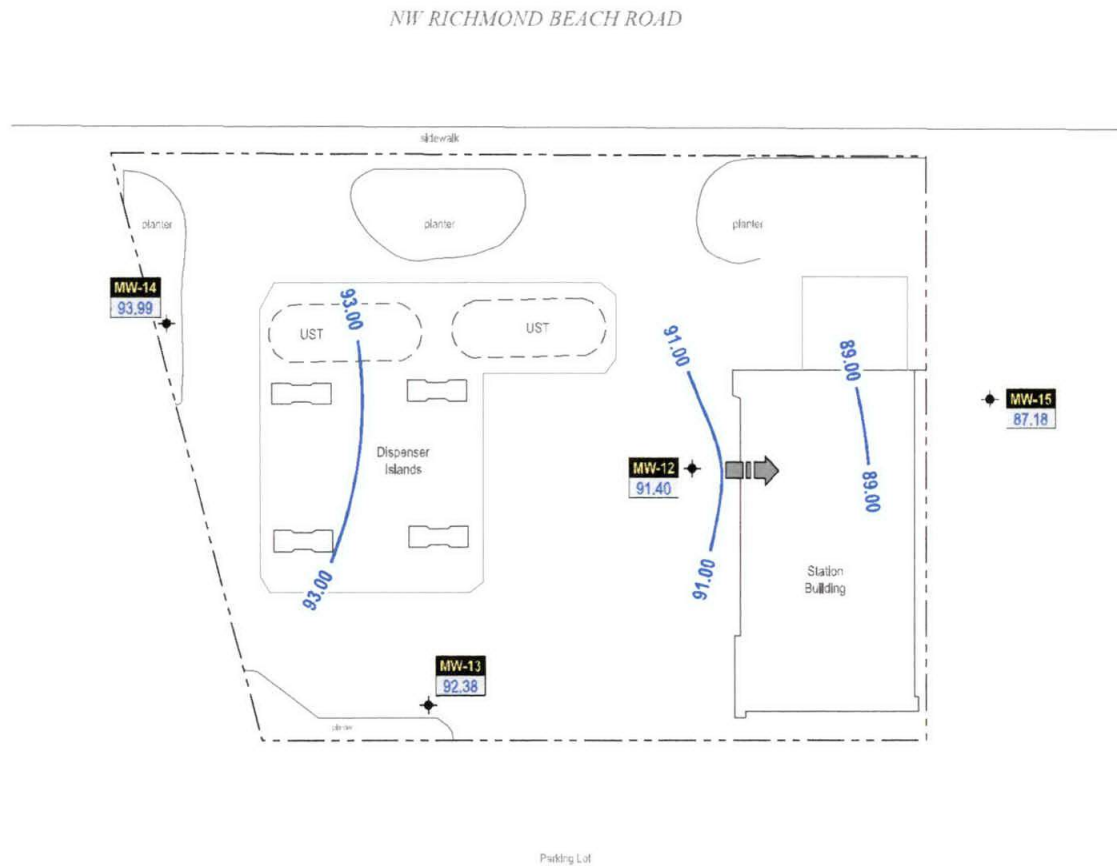 NW RICHMOND BEACH ROAD
sidewalk
planter
planter
planter
MW-14
93.99
93.00
UST
UST
91.00
89.00
MW-15
87.18
Dispenser
Islands
MW-12
91.40
89.00
93.00
91.00
Station
Building
MW-13
92.38
planter
Parking Lot